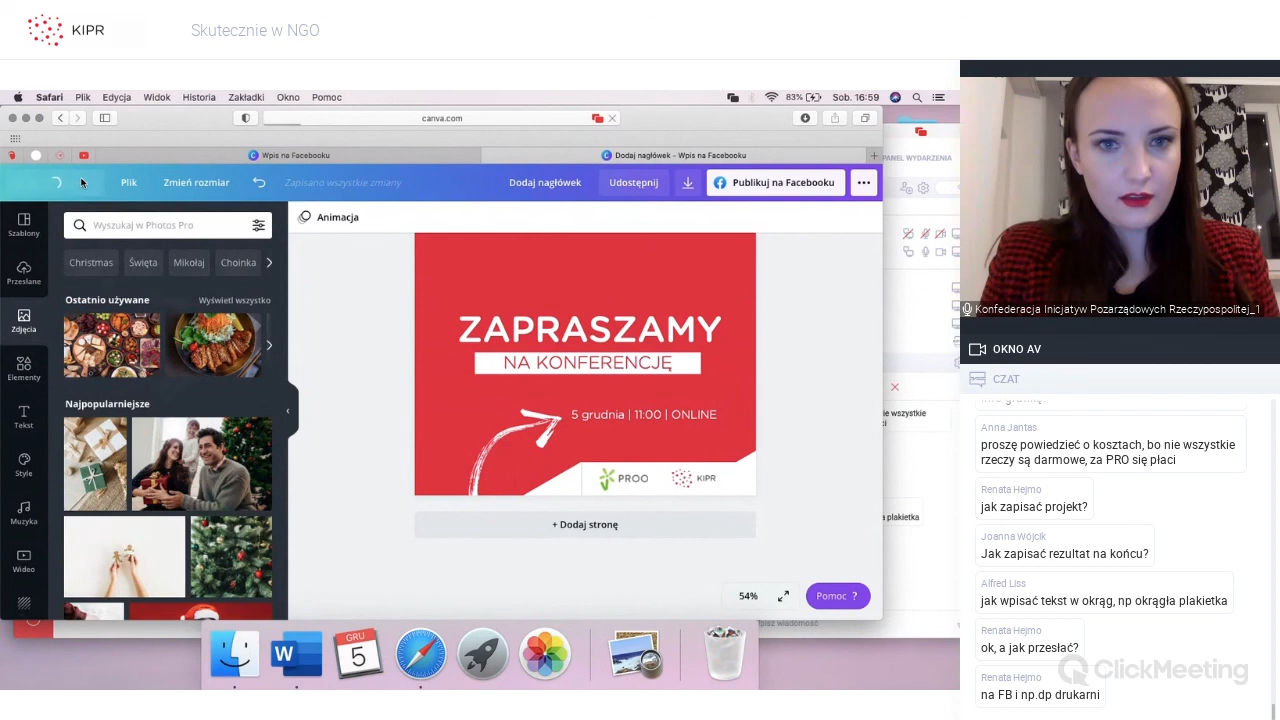 KIPR
Skutecznie w NGO
Safari Plik Edycja Widok Historia Zakładki Okno Pomoc
83% Sob. 16:59
canva.com
Wpis na Facebooku
Dodaj nagłówek - Wpis na Facebooku
Plik
Zmień rozmiar
Zapisano wszystkie zmiany
Dodaj nagłówek
Udostępnij
Publikuj na Facebooku
Szablony
Przesłane
Zdjęcia
Elementy
Tekst
Style
Muzyka
Wideo
Wyszukaj w Photos Pro
Christmas
Święta
Mikołaj
Choinka
Ostatnio używane
Wyświetl wszystko
Najpopularniejsze
Animacja
ZAPRASZAMY
NA KONFERENCJĘ
5 grudnia | 11:00 | ONLINE
PROO
KIPR
+ Dodaj stronę
54%
Pomoc ?
PANEL WYDARZENIA
ie wszystkie
plakietka
W
GRU
5
Konfederacja Inicjatyw Pozarządowych Rzeczypospolitej_1
OKNO AV
CZAT
Anna Jantas
proszę powiedzieć o kosztach, bo nie wszystkie
rzeczy są darmowe, za PRO się płaci
Renata Hejmo
jak zapisać projekt?
Joanna Wójcik
Jak zapisać rezultat na końcu?
Alfred Liss
jak wpisać tekst w okrąg, np okrągła plakietka
Renata Hejmo
ok, a jak przesłać?
Renata Hejmo
na FB i np.dp drukarni
ClickMeeting